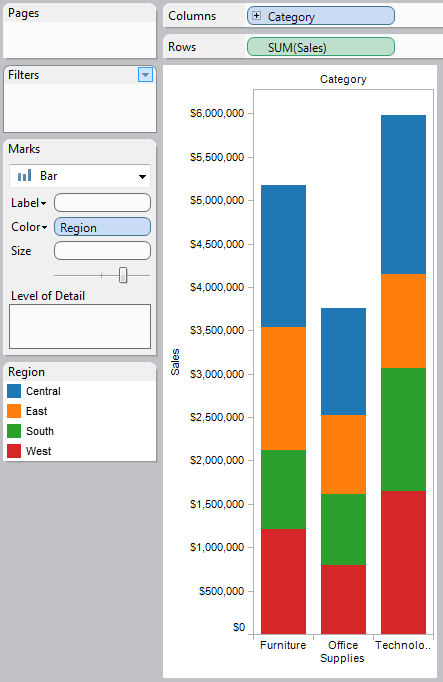 Pages
Filters
Marks
Bar
Label
Color Region
Size
Level of Detail
Region
Central
East
South
West
Columns Category
Rows SUM(Sales)
Category
Sales
$6,000,000
$5,500,000
$5,000,000
$4,500,000
$4,000,000
$3,500,000
$3,000,000
$2,500,000
$2,000,000
$1,500,000
$1,000,000
$500,000
$0
Furniture Office Technolo..
Supplies